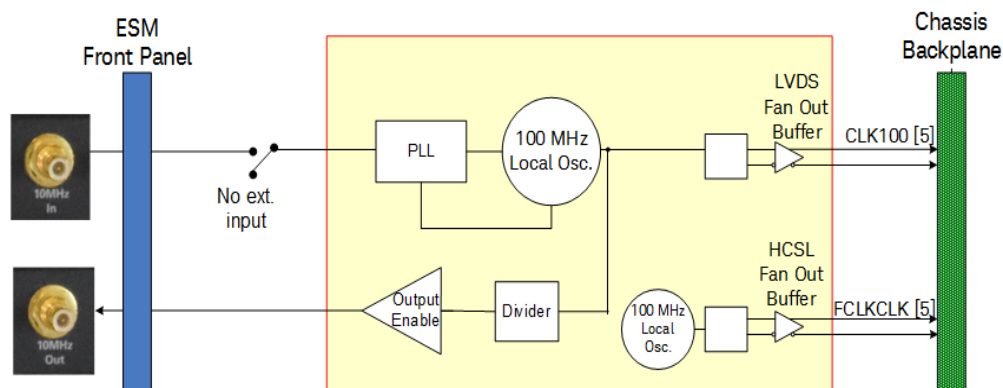 ESM
Front Panel
Chassis
Backplane
LVDS
Fan Out
Buffer
CLK100 [5]
PLL
100 MHz
Local Osc.
10MHz
In
No ext.
input
HCSL
Fan Out
Buffer
FCLKCLK [5]
Output
Enable
Divider
100 MHz
Local
Osc.
10MHz
Out